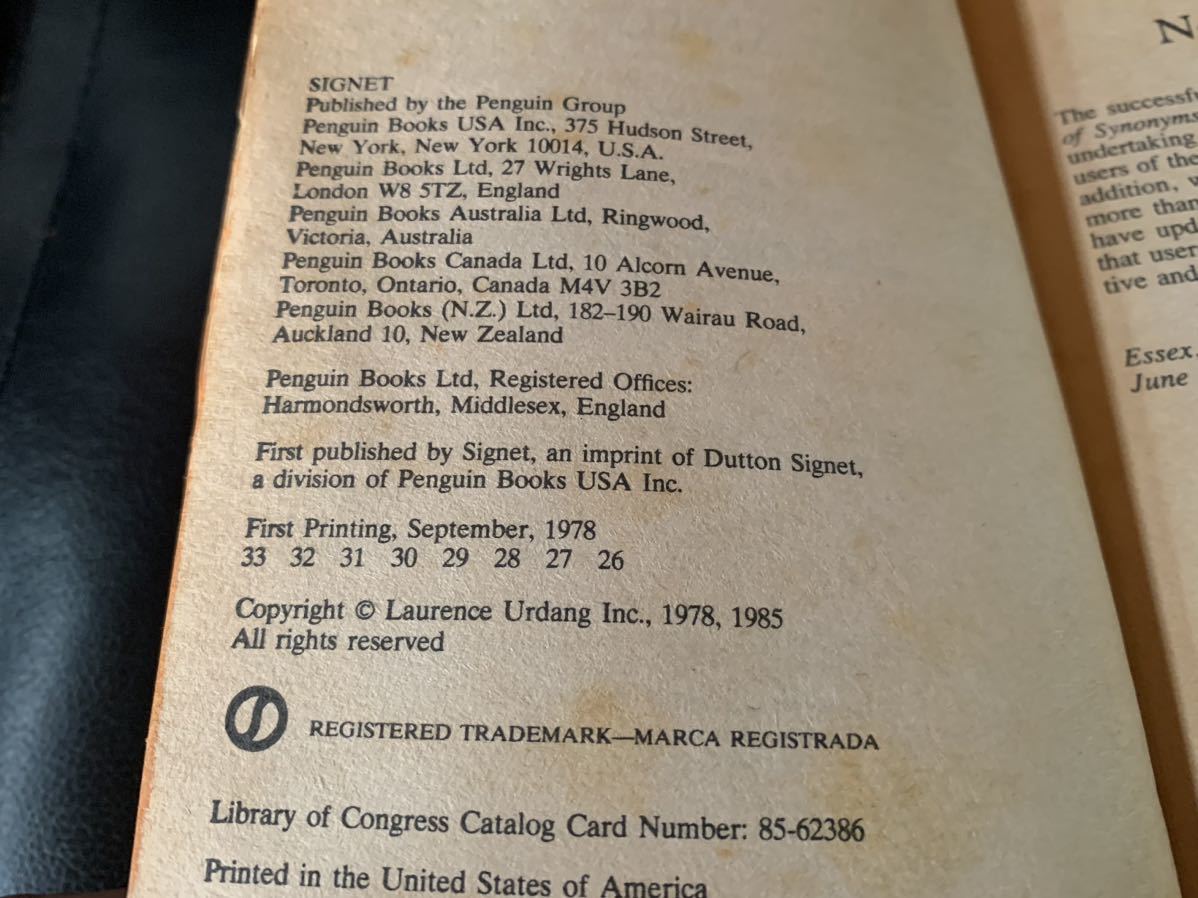 SIGNET
Published by the Penguin Group
Penguin Books USA Inc., 375 Hudson Street,
New York, New York 10014, U.S.A.
Penguin Books Ltd, 27 Wrights Lane,
London W8 5TZ, England
Penguin Books Australia Ltd, Ringwood,
Victoria, Australia
Penguin Books Canada Ltd, 10 Alcorn Avenue,
Toronto, Ontario, Canada M4V 3B2
Penguin Books (N.Z.) Ltd, 182–190 Wairau Road,
Auckland 10, New Zealand
Penguin Books Ltd, Registered Offices:
Harmondsworth, Middlesex, England
First published by Signet, an imprint of Dutton Signet,
a division of Penguin Books USA Inc.
First Printing, September, 1978
33 32 31 30 29 28 27 26
Copyright © Laurence Urdang Inc., 1978, 1985
All rights reserved
REGISTERED TRADEMARK—MARCA REGISTRADA
Library of Congress Catalog Card Number: 85-62386
Printed in the United States of America
The
of Synonyms
undertaking
users of the
addition,
more than
have
that user
tive and
Essex,
June